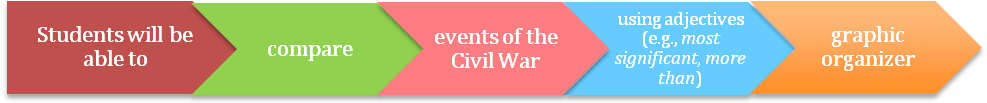 Students will be
able to
compare
events of the
Civil War
using adjectives
(e.g., most
significant, more
than)
graphic
organizer